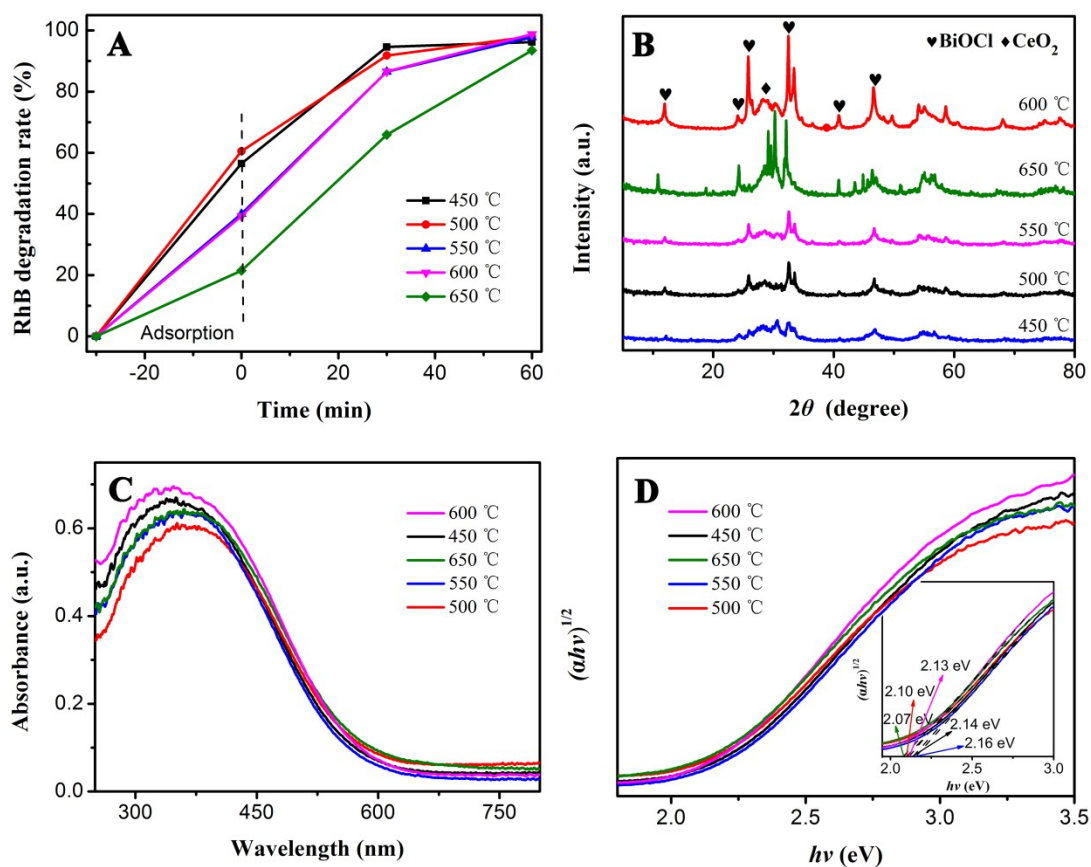 A
RhB degradation rate (%)
100
80
60
40
20
0
450 ℃
500 ℃
550 ℃
600 ℃
650 ℃
Adsorption
-20 0 20 40 60
Time (min)
B
♥BiOCl ♦CeO₂
Intensity (a.u.)
600 ℃
650 ℃
550 ℃
500 ℃
450 ℃
20 40 60 80
2θ (degree)
C
Absorbance (a.u.)
0.6
0.4
0.2
0.0
600 ℃
450 ℃
650 ℃
550 ℃
500 ℃
300 450 600 750
Wavelength (nm)
D
(αhν)¹/²
600 ℃
450 ℃
650 ℃
550 ℃
500 ℃
(αhν)¹/²
2.13 eV
2.10 eV
2.07 eV
2.14 eV
2.16 eV
2.0 2.5 3.0
hν (eV)
2.0 2.5 3.0 3.5
hν (eV)